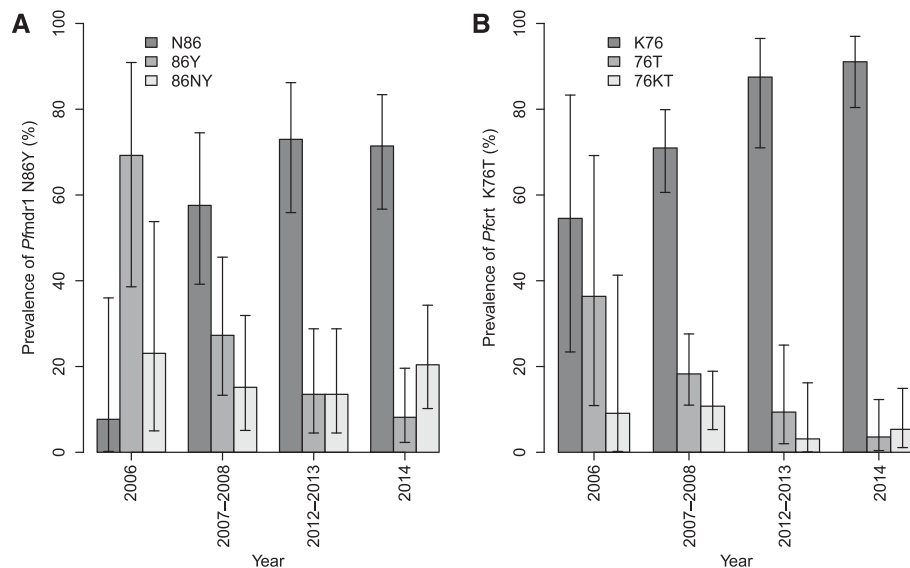 A
N86
86Y
86NY
Prevalence of Pfmdr1 N86Y (%)
0
20
40
60
80
100
2006
2007–2008
2012–2013
2014
Year
B
K76
76T
76KT
Prevalence of Pfcrt K76T (%)
0
20
40
60
80
100
2006
2007–2008
2012–2013
2014
Year